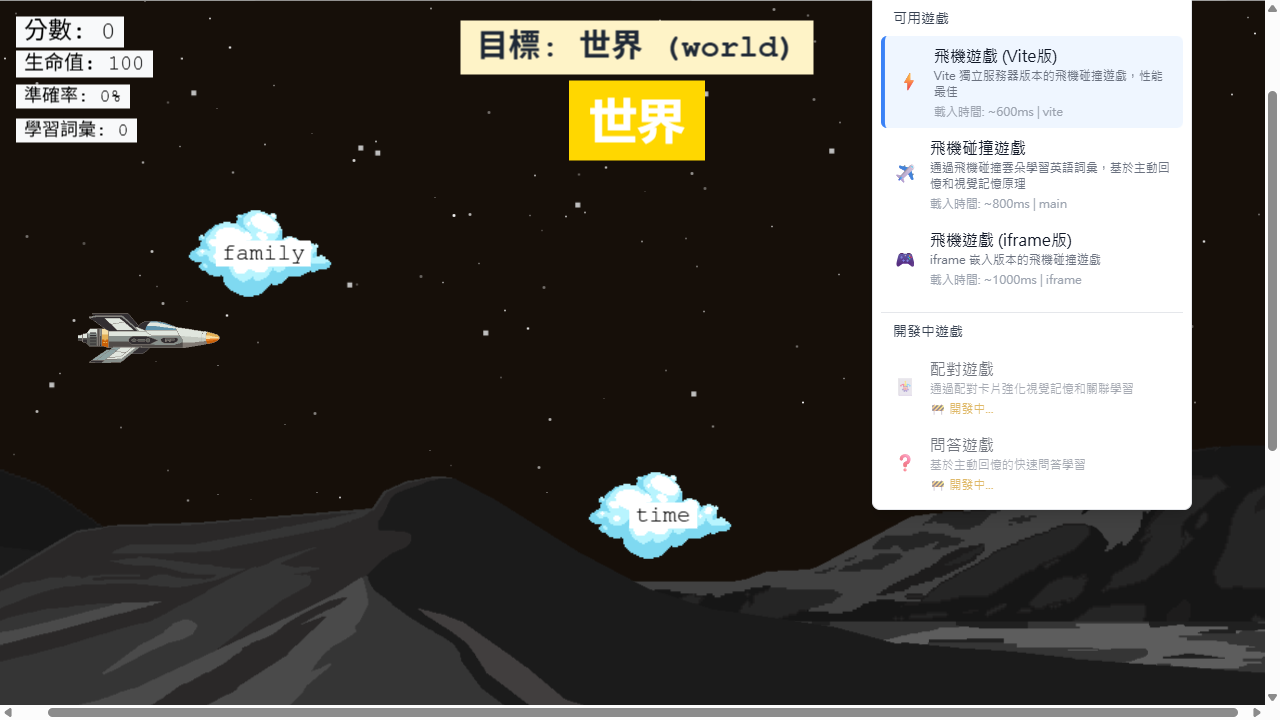 分數: 0
生命值: 100
準確率: 0%
學習詞彙: 0
目標: 世界 (world)
世界
family
time
可用遊戲
飛機遊戲 (Vite版)
Vite 獨立服務器版本的飛機碰撞遊戲，性能
最佳
載入時間: ~600ms | vite
飛機碰撞遊戲
通過飛機碰撞雲朵學習英語詞彙，基於主動回
憶和視覺記憶原理
載入時間: ~800ms | main
飛機遊戲 (iframe版)
iframe 嵌入版本的飛機碰撞遊戲
載入時間: ~1000ms | iframe
開發中遊戲
配對遊戲
通過配對卡片強化視覺記憶和關聯學習
🚧 開發中...
問答遊戲
基於主動回憶的快速問答學習
🚧 開發中...